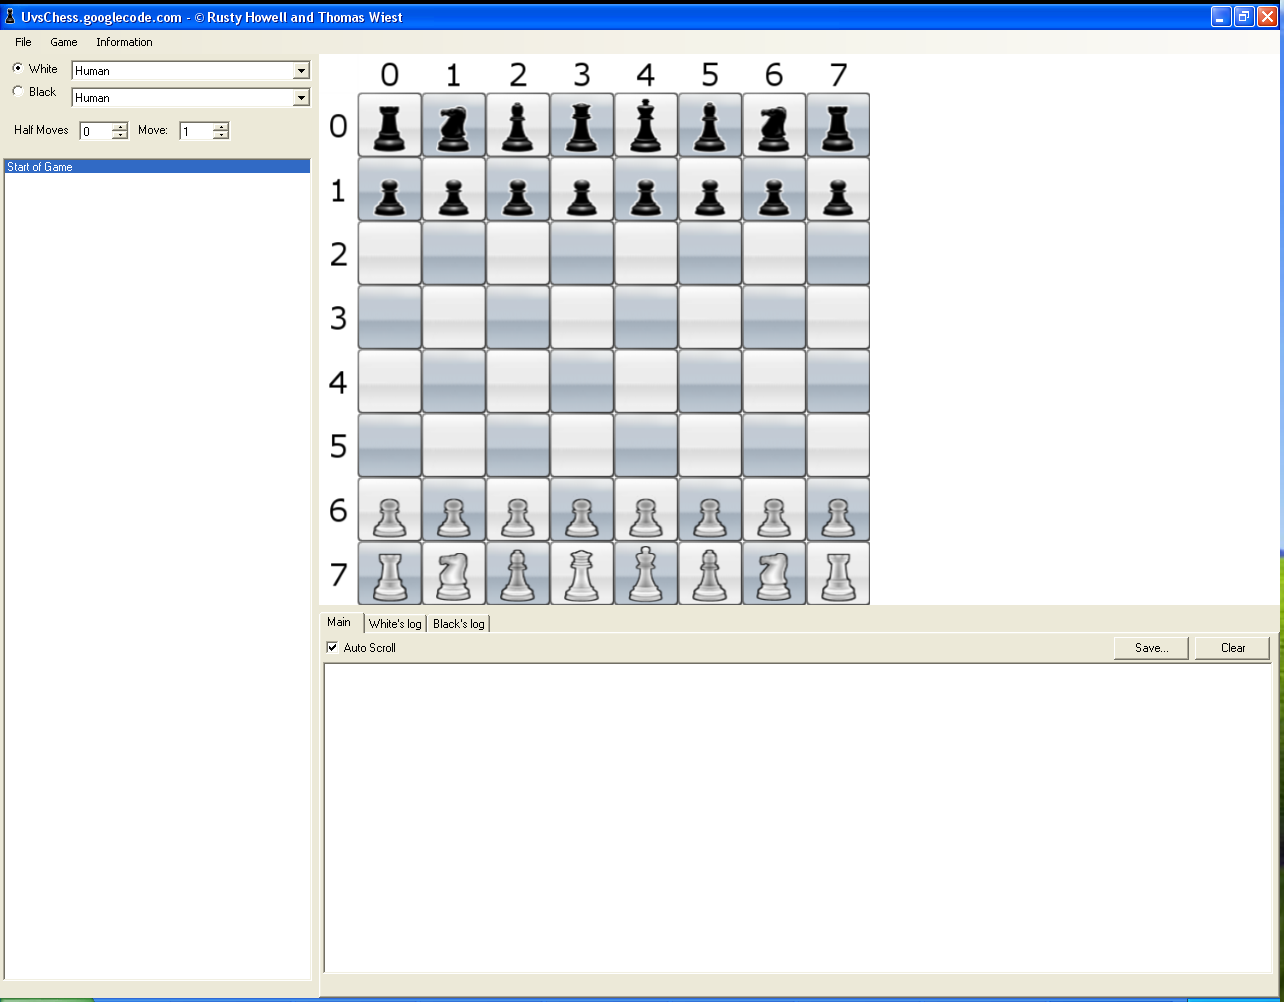 UvsChess.googlecode.com - © Rusty Howell and Thomas Wiest
File Game Information
White Human
Black Human
Half Moves 0 Move: 1
Start of Game
0 1 2 3 4 5 6 7
0
1
2
3
4
5
6
7
Main White's log Black's log
Auto Scroll Save... Clear